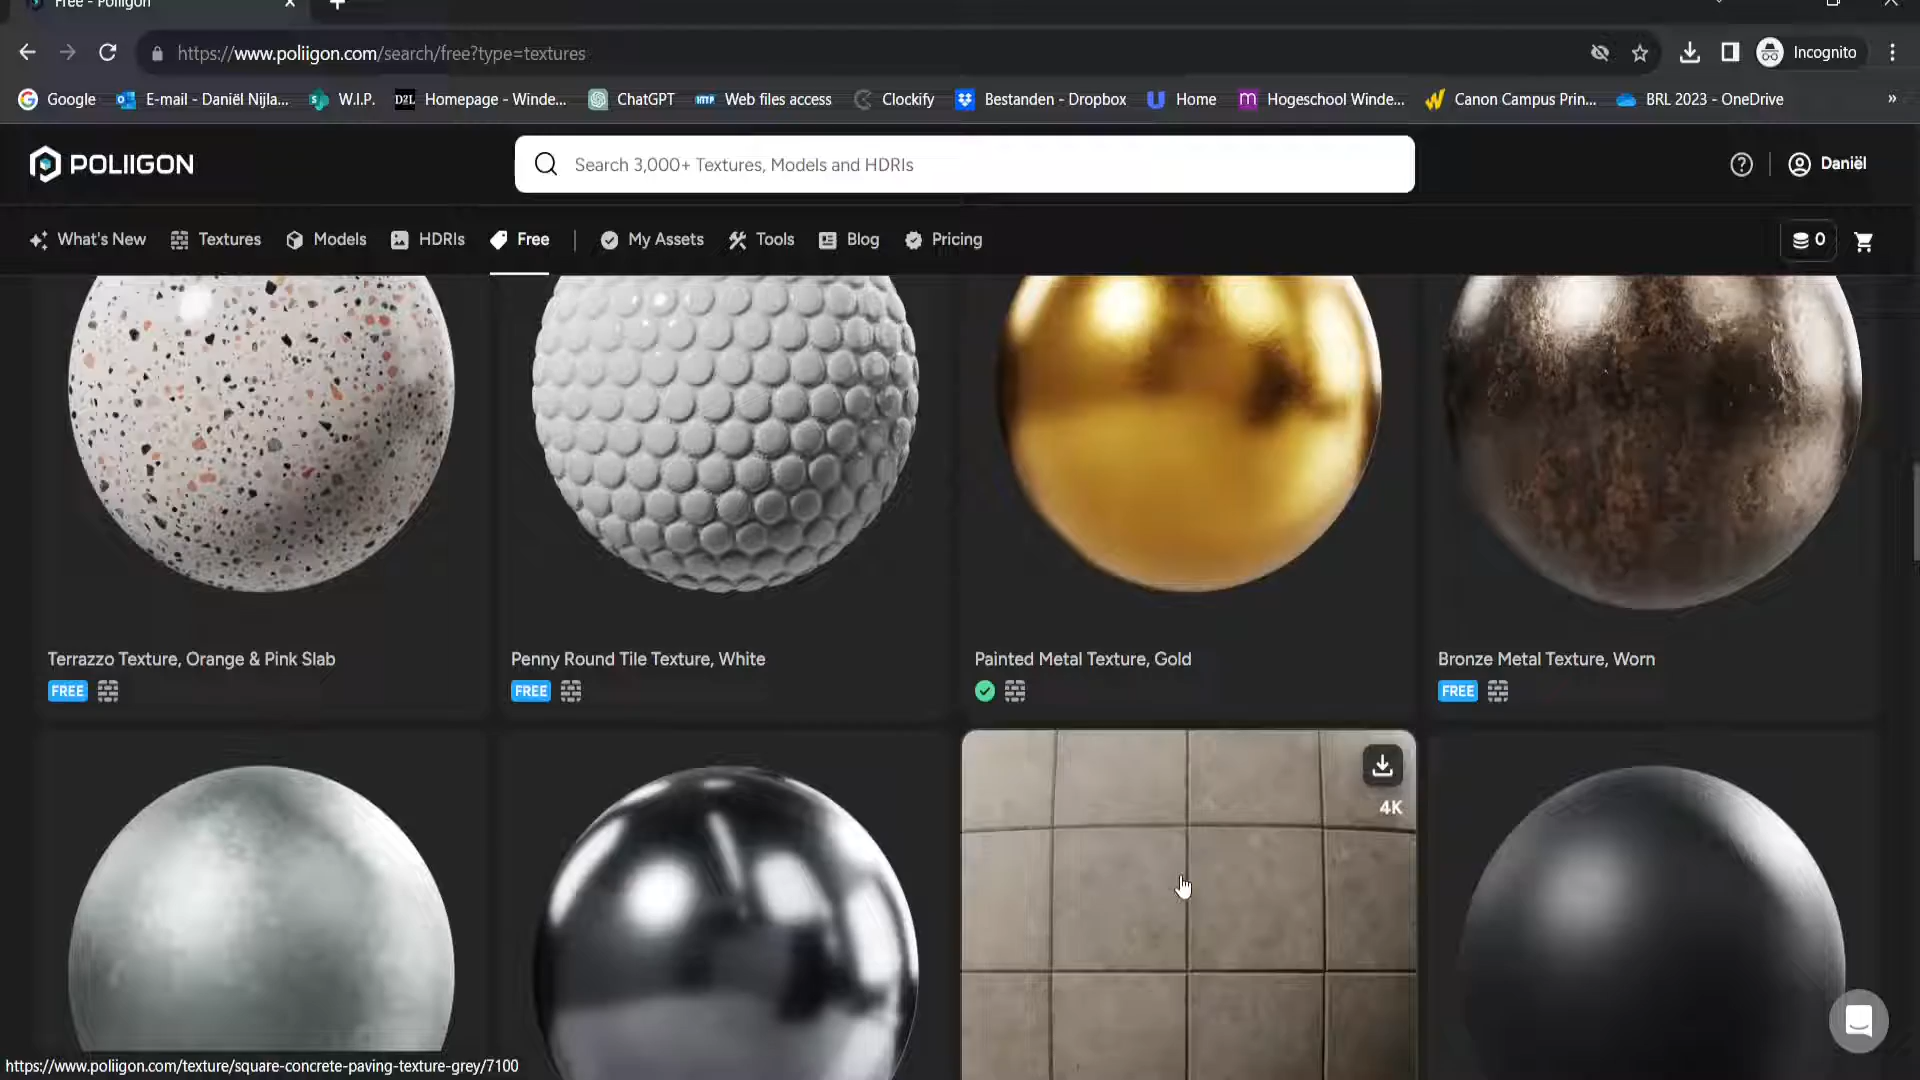 Free - Poliigon
https://www.poliigon.com/search/free?type=textures
Incognito
Google
E-mail - Daniël Nijla...
W.I.P.
D2L Homepage - Winde...
ChatGPT
HTTP Web files access
Clockify
Bestanden - Dropbox
Home
Hogeschool Winde...
Canon Campus Prin...
BRL 2023 - OneDrive
»
POLIIGON
Search 3,000+ Textures, Models and HDRIs
Daniël
What's New
Textures
Models
HDRIs
Free
My Assets
Tools
Blog
Pricing
0
Terrazzo Texture, Orange & Pink Slab
FREE
Penny Round Tile Texture, White
FREE
Painted Metal Texture, Gold
Bronze Metal Texture, Worn
FREE
4K
https://www.poliigon.com/texture/square-concrete-paving-texture-grey/7100